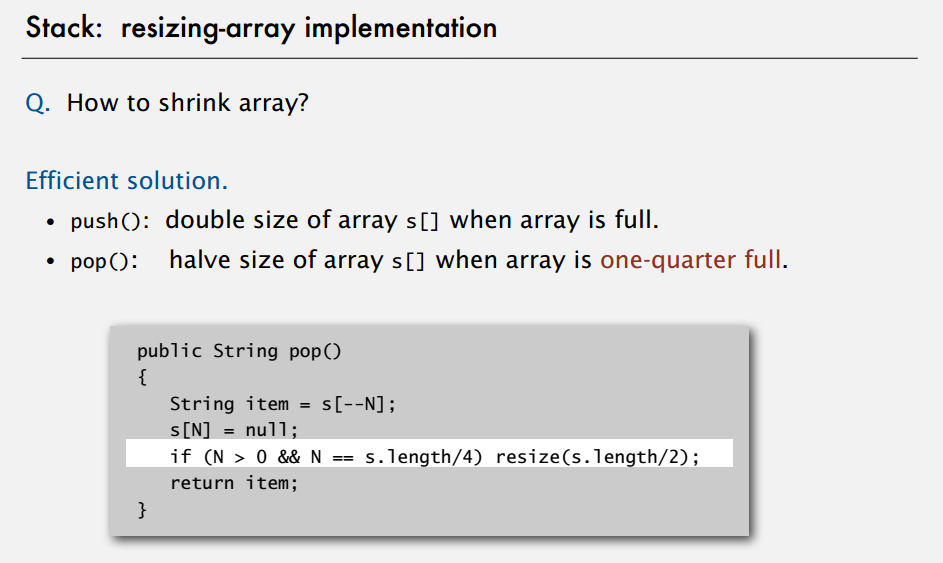 Stack: resizing-array implementation
Q. How to shrink array?
Efficient solution.
• push(): double size of array s[] when array is full.
• pop(): halve size of array s[] when array is one-quarter full.
public String pop()
{
   String item = s[--N];
   s[N] = null;
   if (N > 0 && N == s.length/4) resize(s.length/2);
   return item;
}